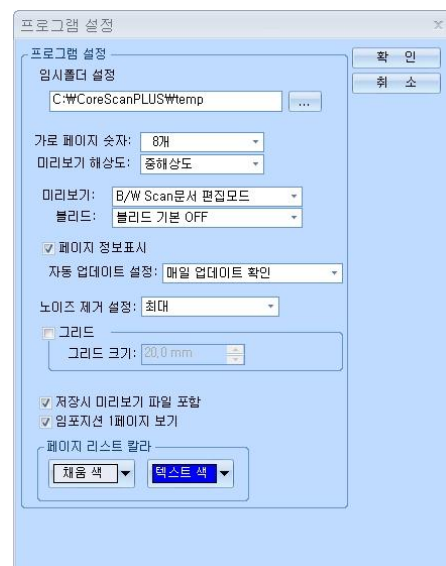 프로그램 설정
프로그램 설정
확 인
임시폴더 설정
취 소
C:₩CoreScanPLUS₩temp
...
가로 페이지 숫자: 8개
미리보기 해상도: 중해상도
미리보기: B/W Scan문서 편집모드
블리드: 블리드 기본 OFF
페이지 정보표시
자동 업데이트 설정: 매일 업데이트 확인
노이즈 제거 설정: 최대
그리드
그리드 크기: 20,0 mm
저장시 미리보기 파일 포함
임포지션 1페이지 보기
페이지 리스트 칼라
채움 색 텍스트 색